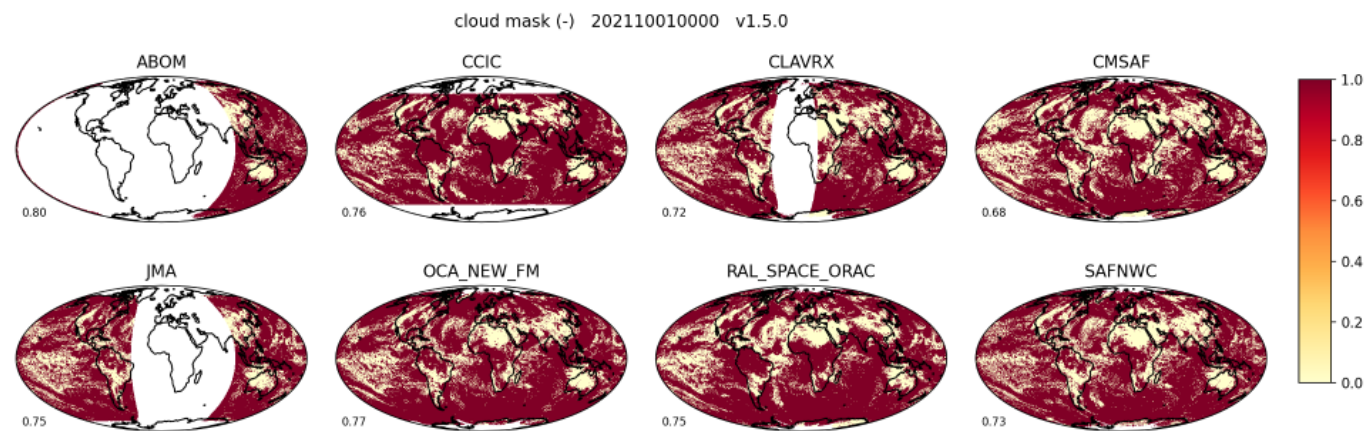 cloud mask (-) 202110010000 v1.5.0
ABOM CCIC CLAVRX CMSAF
0.80 0.76 0.72 0.68
JMA OCA_NEW_FM RAL_SPACE_ORAC SAFNWC
0.75 0.77 0.75 0.73
1.0
0.8
0.6
0.4
0.2
0.0